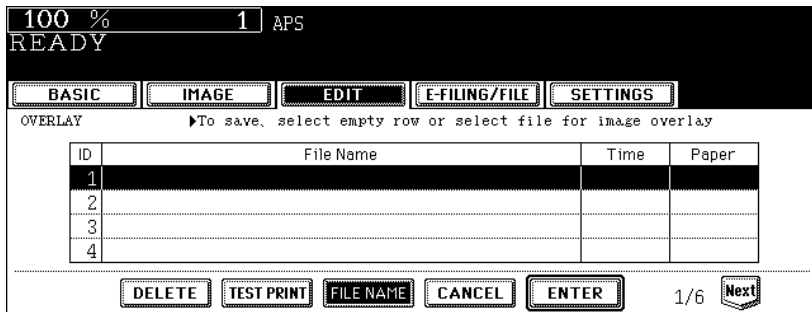 100 % 1 APS
READY
BASIC IMAGE EDIT E-FILING/FILE SETTINGS
OVERLAY ▶To save, select empty row or select file for image overlay
ID File Name Time Paper
1
2
3
4
DELETE TEST PRINT FILE NAME CANCEL ENTER 1/6 Next